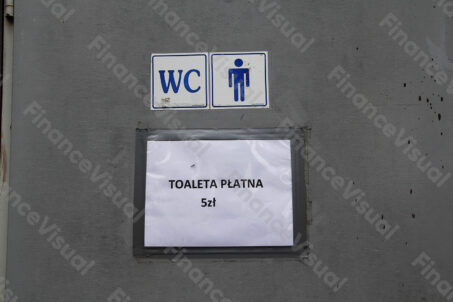 WC
TOALETA PŁATNA
5zł
FinanceVisual